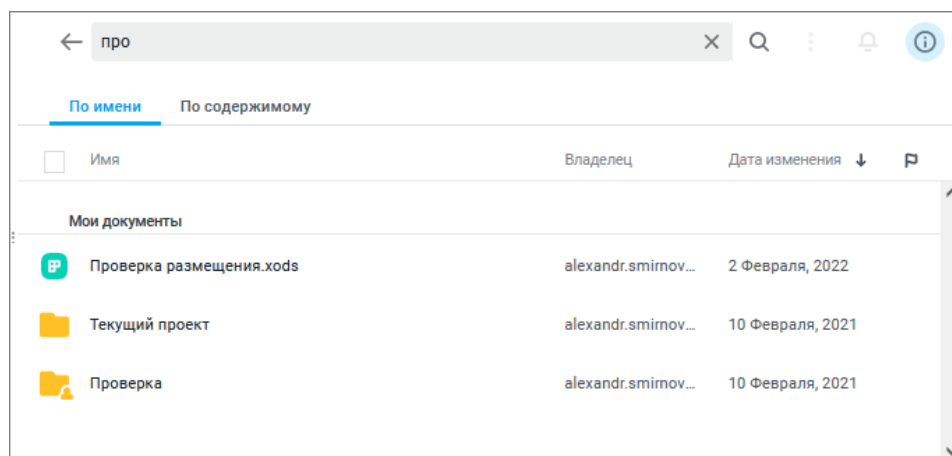 про
По имени По содержимому
Имя Владелец Дата изменения
Мои документы
Проверка размещения.xods alexandr.smirnov... 2 Февраля, 2022
Текущий проект alexandr.smirnov... 10 Февраля, 2021
Проверка alexandr.smirnov... 10 Февраля, 2021